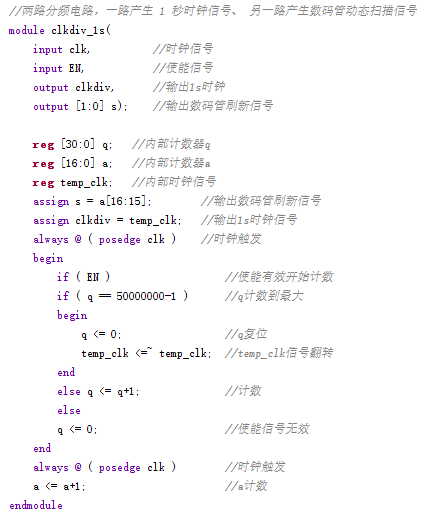 //两路分频电路，一路产生 1 秒时钟信号、 另一路产生数码管动态扫描信号
module clkdiv_1s(
    input clk,           //时钟信号
    input EN,            //使能信号
    output clkdiv,       //输出1s时钟
    output [1:0] s);     //输出数码管刷新信号

    reg [30:0] q;   //内部计数器q
    reg [16:0] a;   //内部计数器a
    reg temp_clk;   //内部时钟信号
    assign s = a[16:15];         //输出数码管刷新信号
    assign clkdiv = temp_clk;   //输出1s时钟信号
    always @ ( posedge clk )    //时钟触发
    begin
        if ( EN )                   //使能有效开始计数
        if ( q == 50000000-1 )      //q计数到最大
        begin
            q <= 0;                 //q复位
            temp_clk <=~ temp_clk;  //temp_clk信号翻转
        end
        else q <= q+1;              //计数
        else
        q <= 0;                     //使能信号无效
    end
    always @ ( posedge clk )        //时钟触发
    a <= a+1;                       //a计数
endmodule